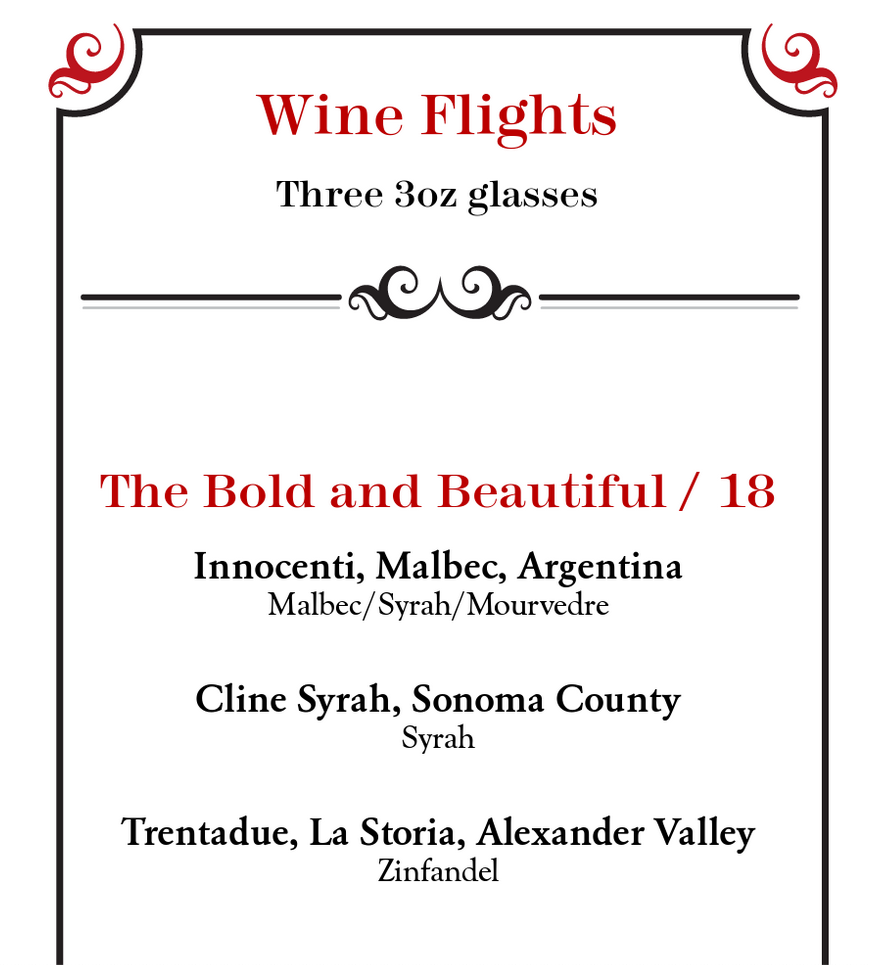 Wine Flights
Three 3oz glasses
The Bold and Beautiful / 18
Innocenti, Malbec, Argentina
Malbec/Syrah/Mourvedre
Cline Syrah, Sonoma County
Syrah
Trentadue, La Storia, Alexander Valley
Zinfandel